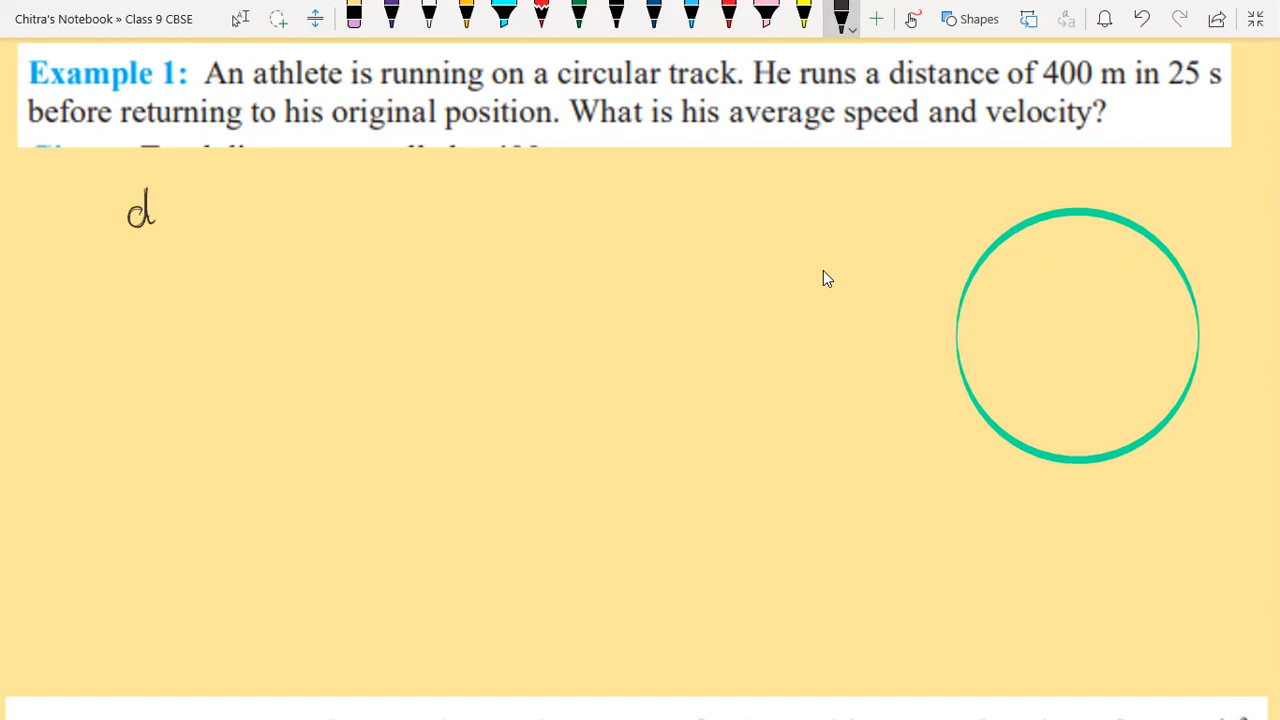 Chitra's Notebook » Class 9 CBSE
Shapes
Example 1: An athlete is running on a circular track. He runs a distance of 400 m in 25 s
before returning to his original position. What is his average speed and velocity?
d